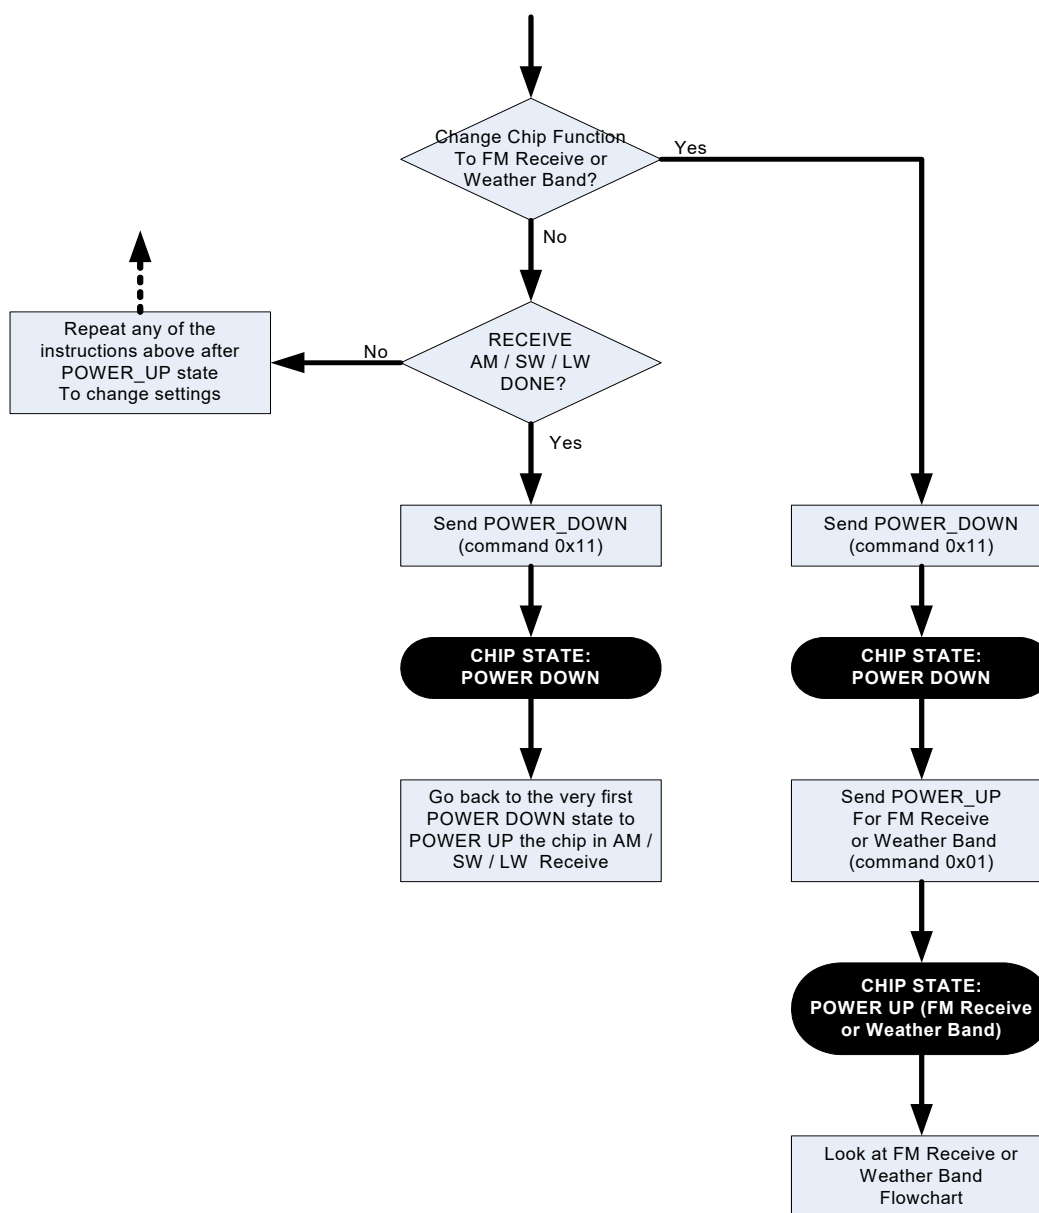 Change Chip Function
To FM Receive or
Weather Band?
Yes
No
Repeat any of the
instructions above after
POWER_UP state
To change settings
No
RECEIVE
AM / SW / LW
DONE?
Yes
Send POWER_DOWN
(command 0x11)
Send POWER_DOWN
(command 0x11)
CHIP STATE:
POWER DOWN
CHIP STATE:
POWER DOWN
Go back to the very first
POWER DOWN state to
POWER UP the chip in AM /
SW / LW  Receive
Send POWER_UP
For FM Receive
or Weather Band
(command 0x01)
CHIP STATE:
POWER UP (FM Receive
or Weather Band)
Look at FM Receive or
Weather Band
Flowchart